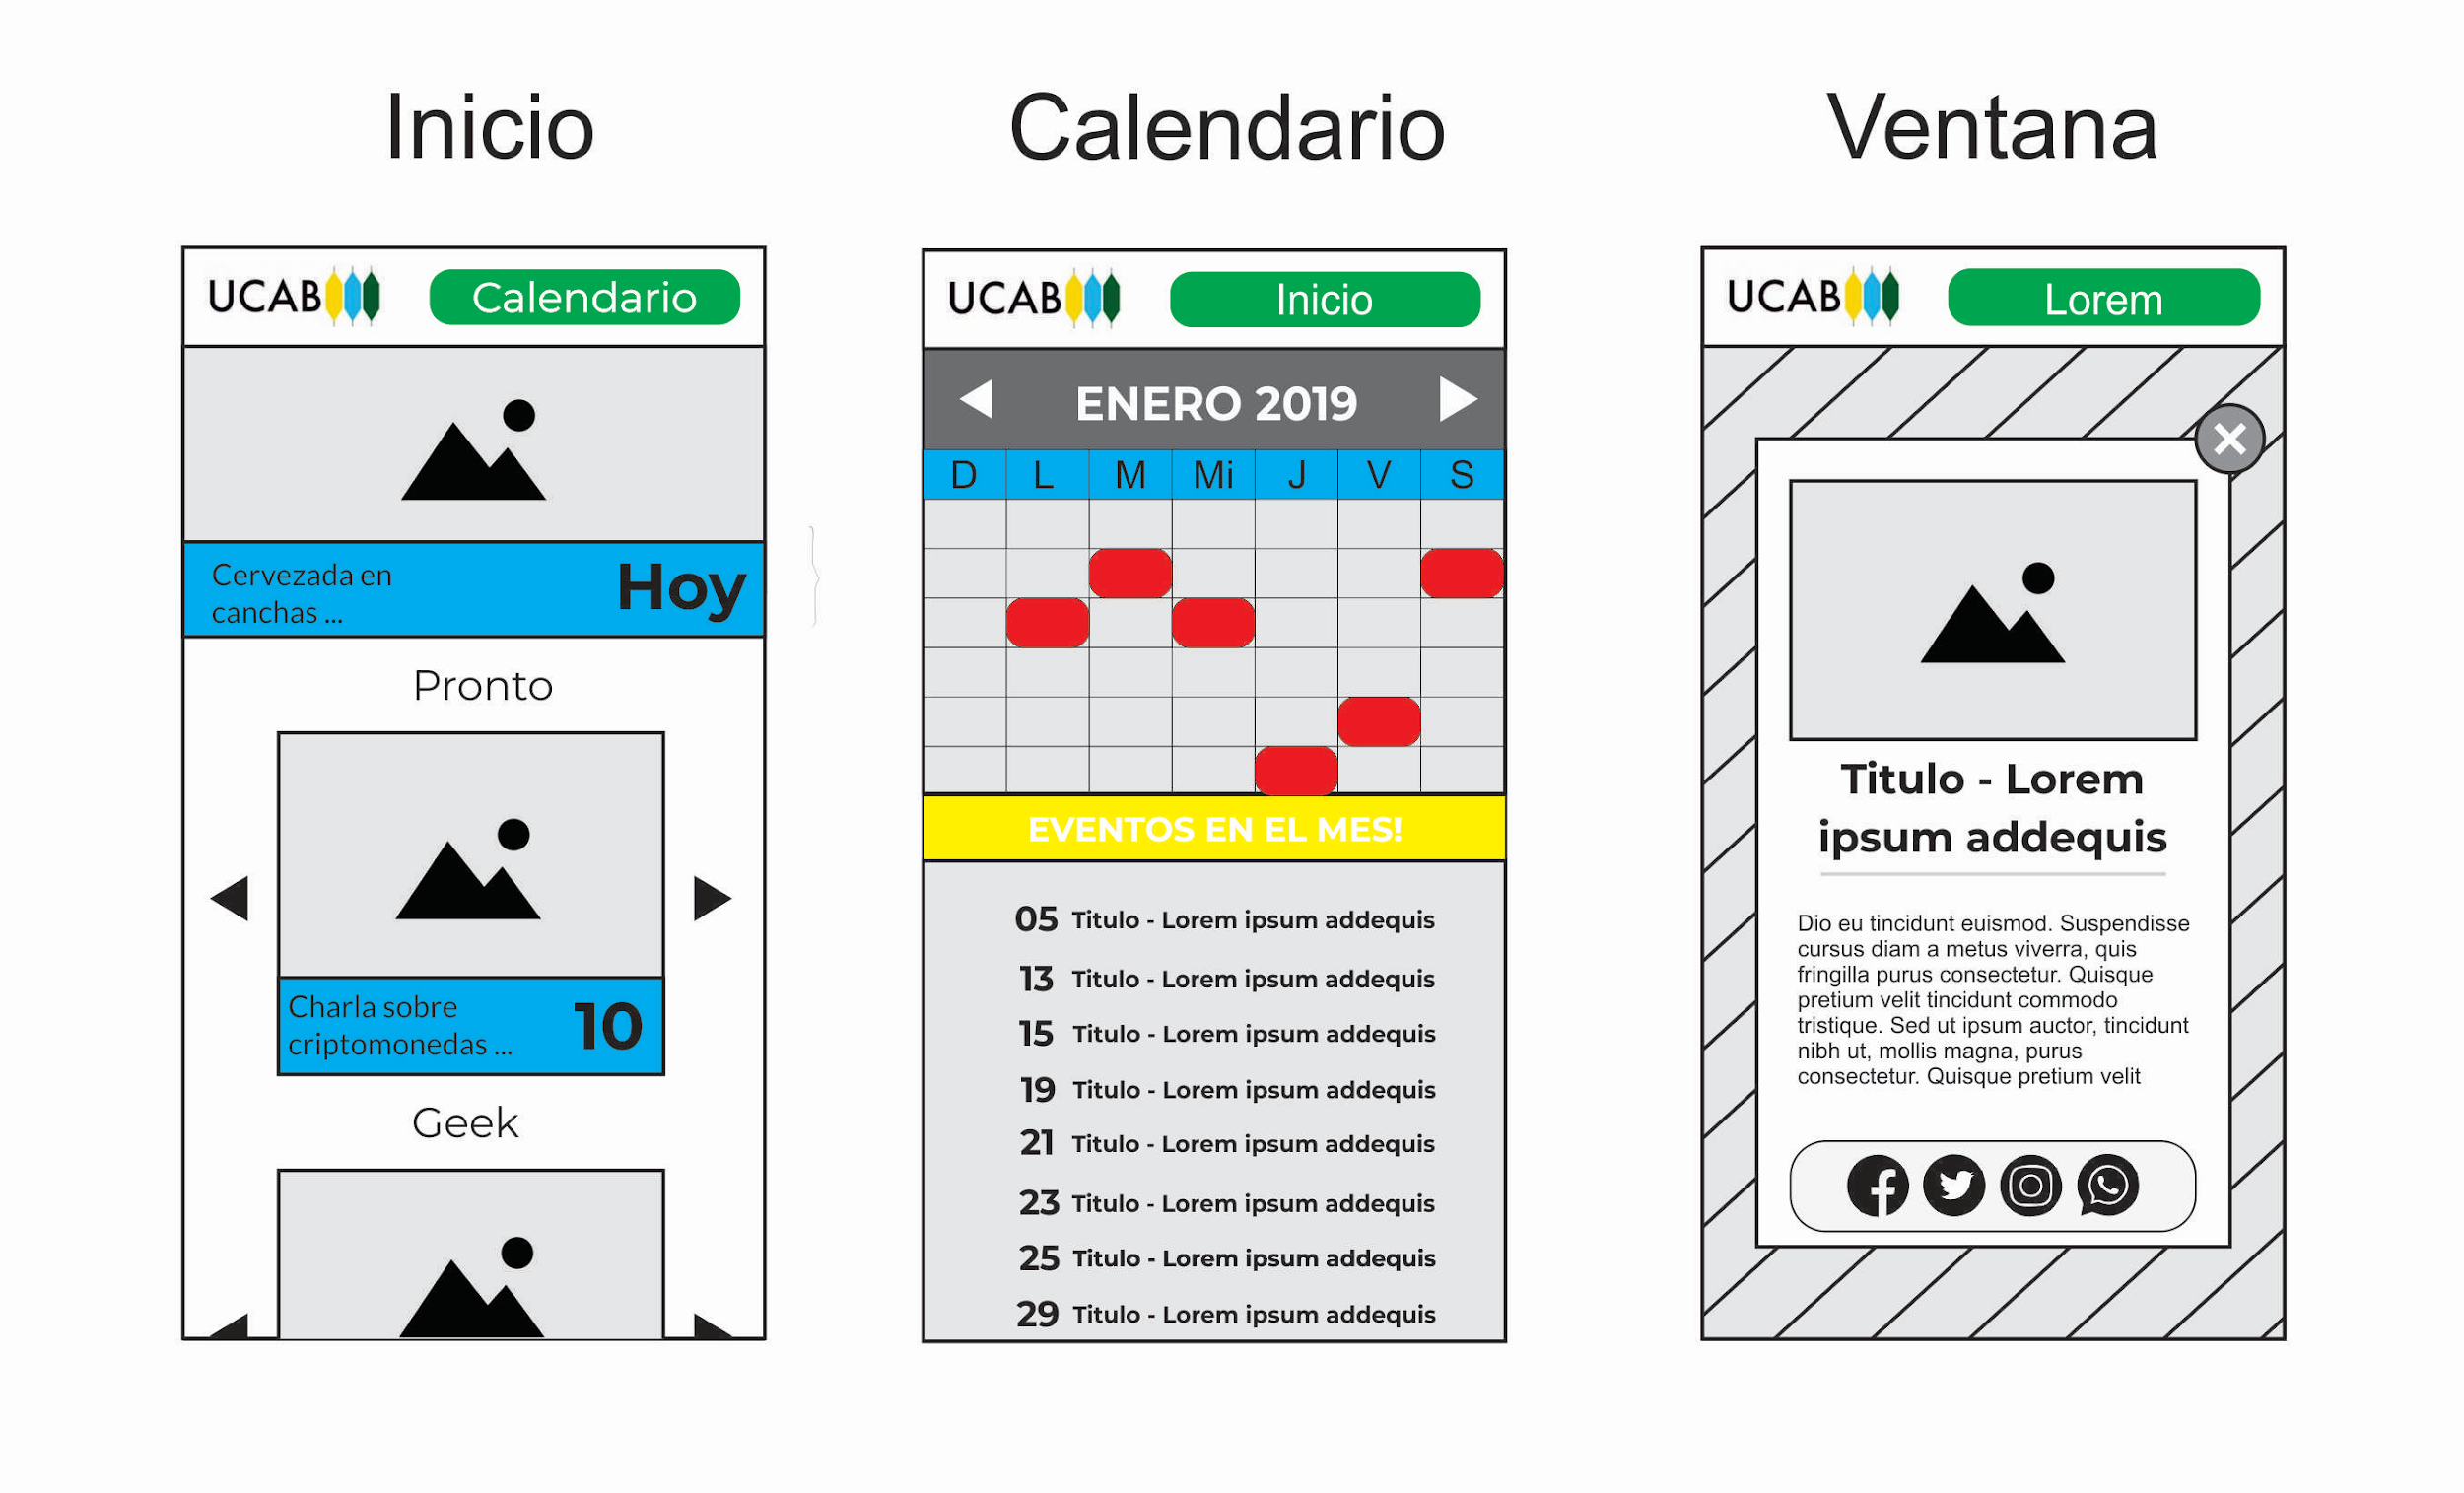 Inicio
UCAB
Calendario
Cervezada en
canchas ...
Hoy
Pronto
Charla sobre
criptomonedas ...
10
Geek
Calendario
UCAB
Inicio
ENERO 2019
D L M Mi J V S
EVENTOS EN EL MES!
05 Titulo - Lorem ipsum addequis
13 Titulo - Lorem ipsum addequis
15 Titulo - Lorem ipsum addequis
19 Titulo - Lorem ipsum addequis
21 Titulo - Lorem ipsum addequis
23 Titulo - Lorem ipsum addequis
25 Titulo - Lorem ipsum addequis
29 Titulo - Lorem ipsum addequis
Ventana
UCAB
Lorem
Titulo - Lorem
ipsum addequis
Dio eu tincidunt euismod. Suspendisse
cursus diam a metus viverra, quis
fringilla purus consectetur. Quisque
pretium velit tincidunt commodo
tristique. Sed ut ipsum auctor, tincidunt
nibh ut, mollis magna, purus
consectetur. Quisque pretium velit